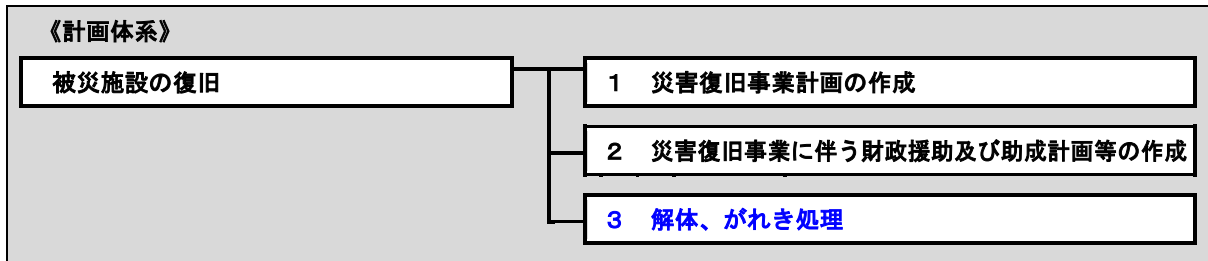 《計画体系》
被災施設の復旧
１　災害復旧事業計画の作成
２　災害復旧事業に伴う財政援助及び助成計画等の作成
３　解体、がれき処理